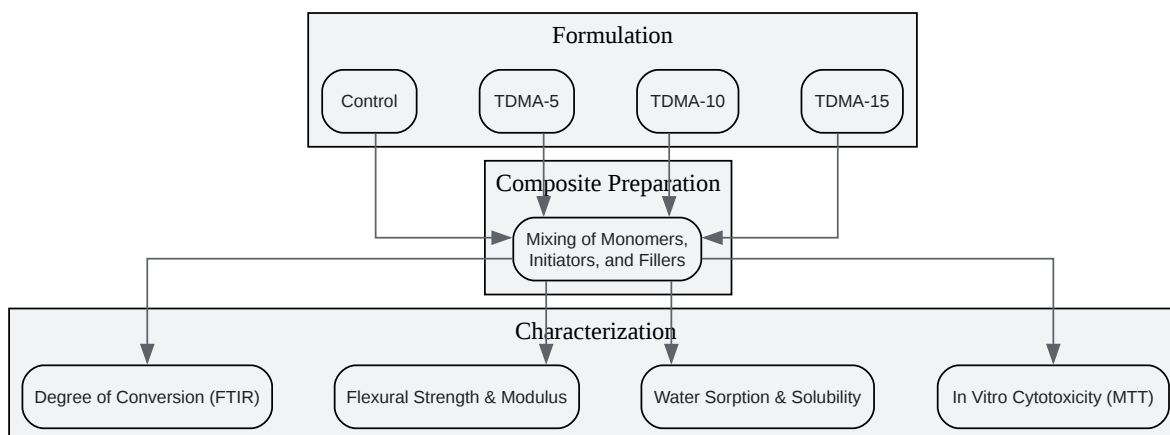 Formulation
Control
TDMA-5
TDMA-10
TDMA-15
Composite Preparation
Mixing of Monomers,
Initiators, and Fillers
Characterization
Degree of Conversion (FTIR)
Flexural Strength & Modulus
Water Sorption & Solubility
In Vitro Cytotoxicity (MTT)